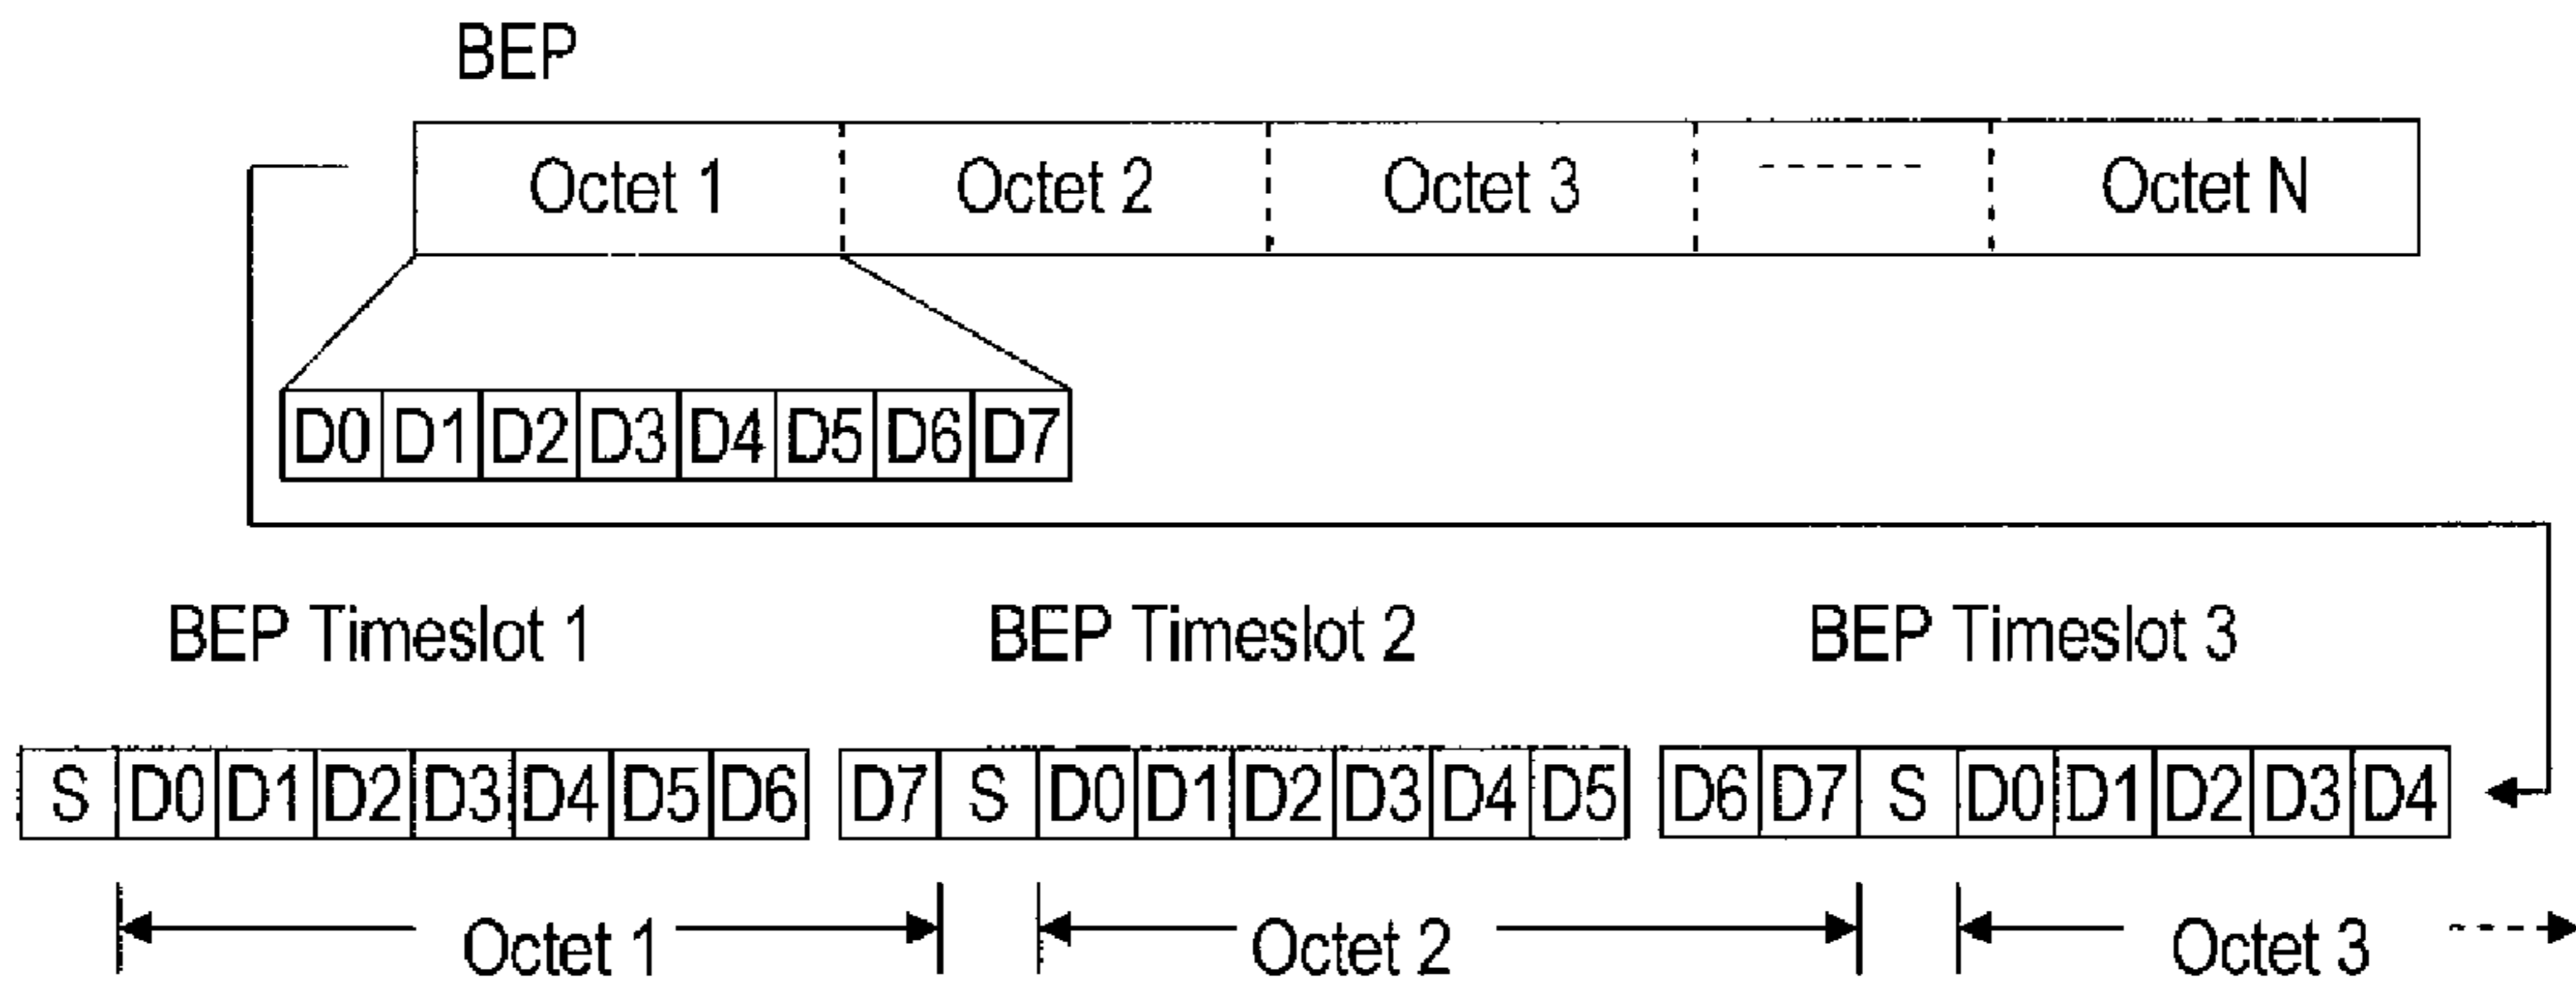 BEP
Octet 1 Octet 2 Octet 3 Octet N
D0 D1 D2 D3 D4 D5 D6 D7
BEP Timeslot 1 BEP Timeslot 2 BEP Timeslot 3
S D0 D1 D2 D3 D4 D5 D6 D7 S D0 D1 D2 D3 D4 D5 D6 D7 S D0 D1 D2 D3 D4
Octet 1 Octet 2 Octet 3